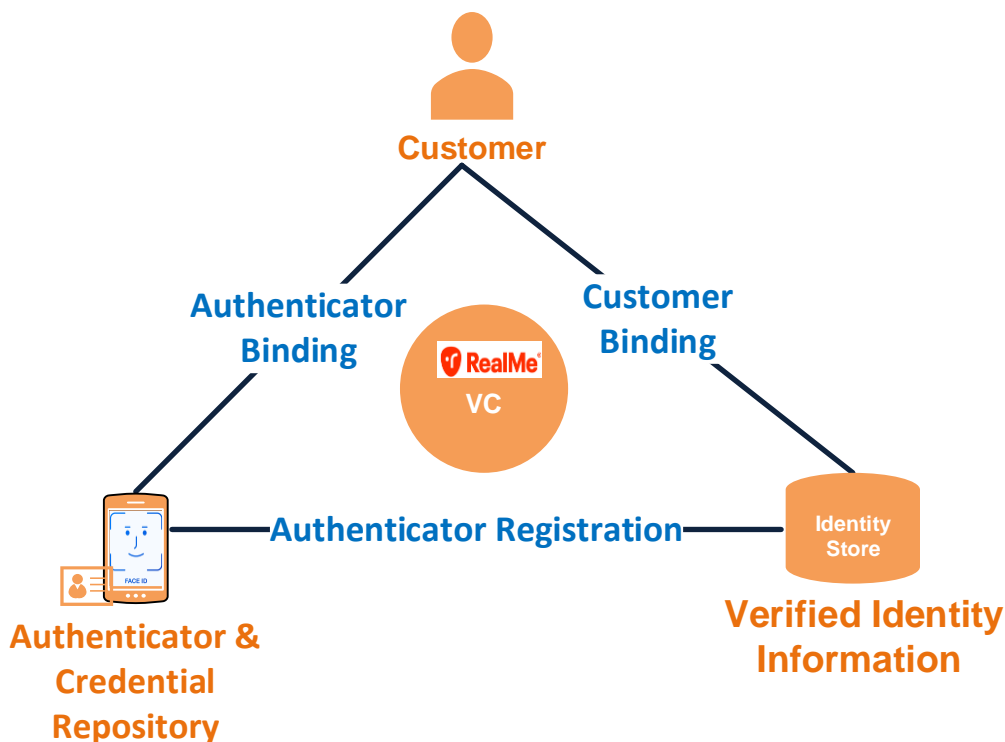 Customer
Authenticator
Binding
Customer
Binding
RealMe®
VC
Authenticator Registration
Identity
Store
FACE ID
Verified Identity
Information
Authenticator &
Credential
Repository